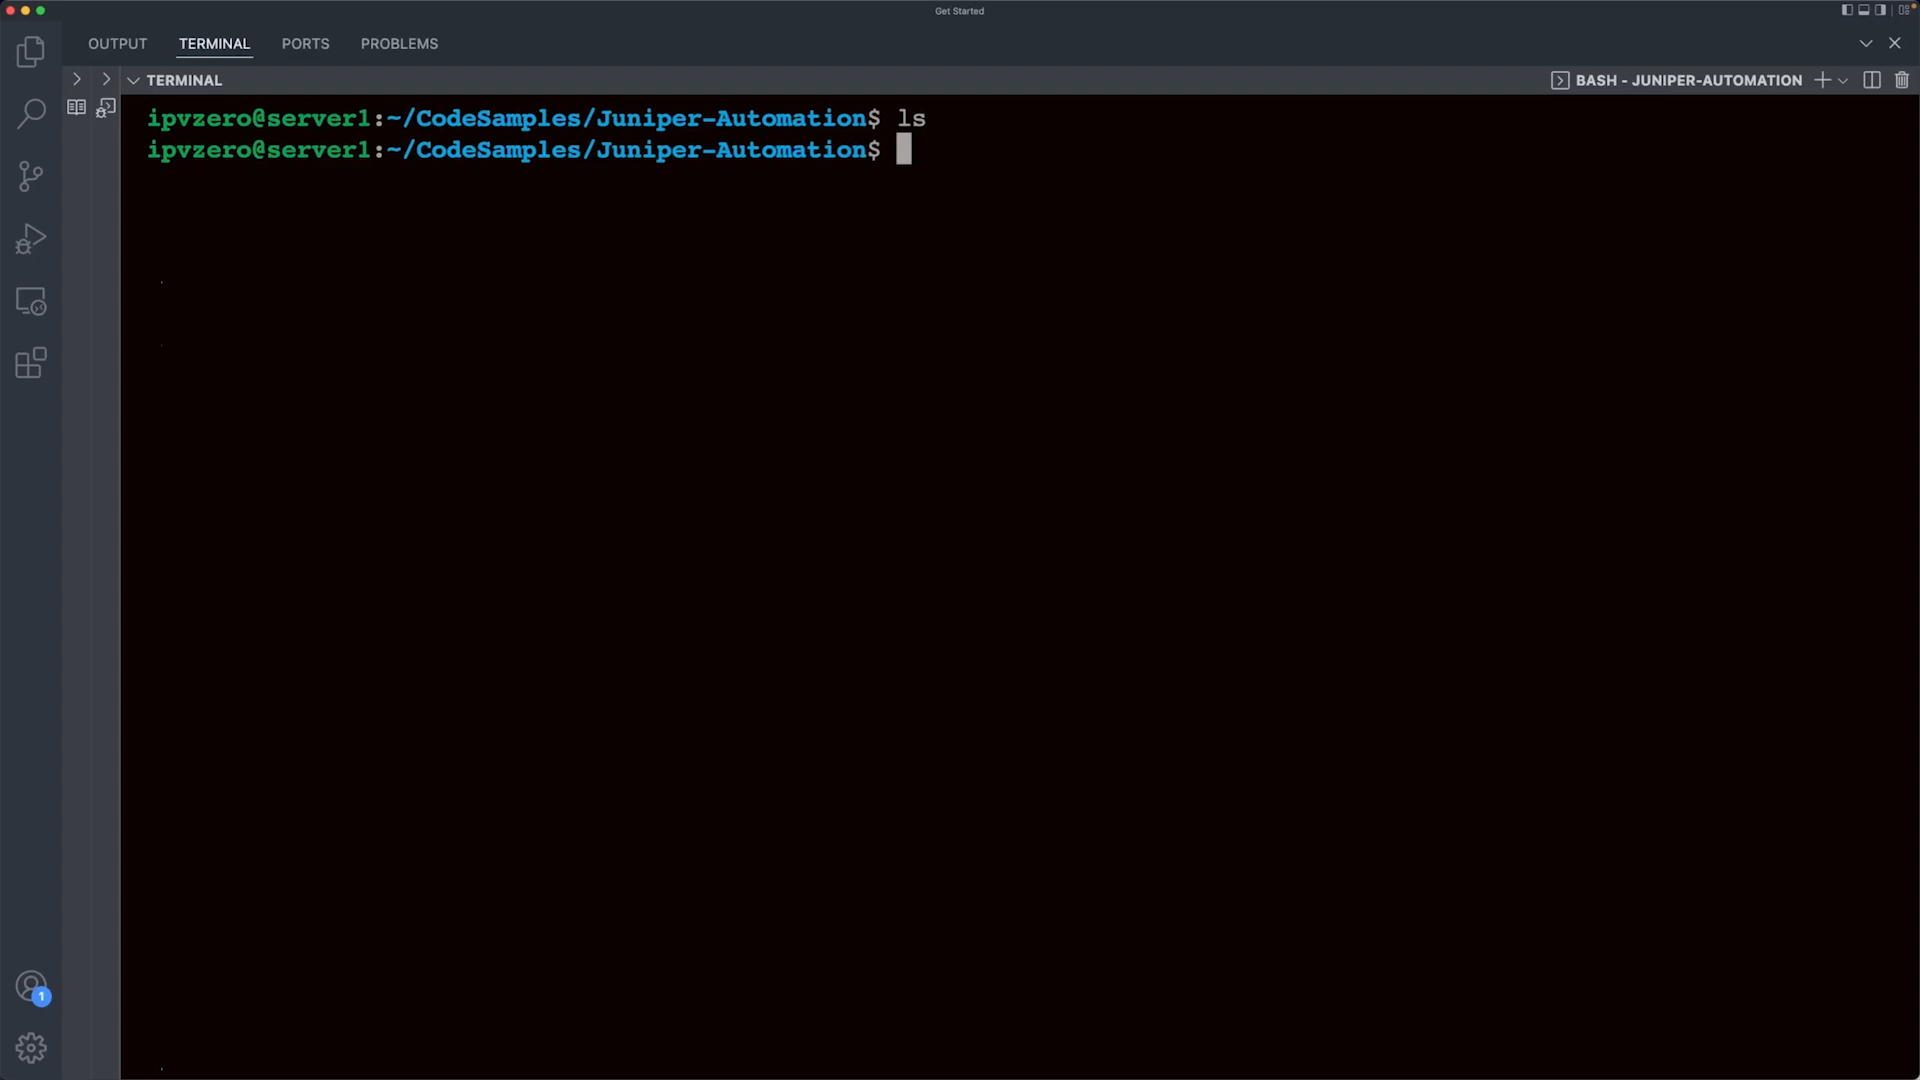 Get Started
OUTPUT TERMINAL PORTS PROBLEMS
TERMINAL
BASH - JUNIPER-AUTOMATION
ipvzero@server1:~/CodeSamples/Juniper-Automation$ ls
ipvzero@server1:~/CodeSamples/Juniper-Automation$
1